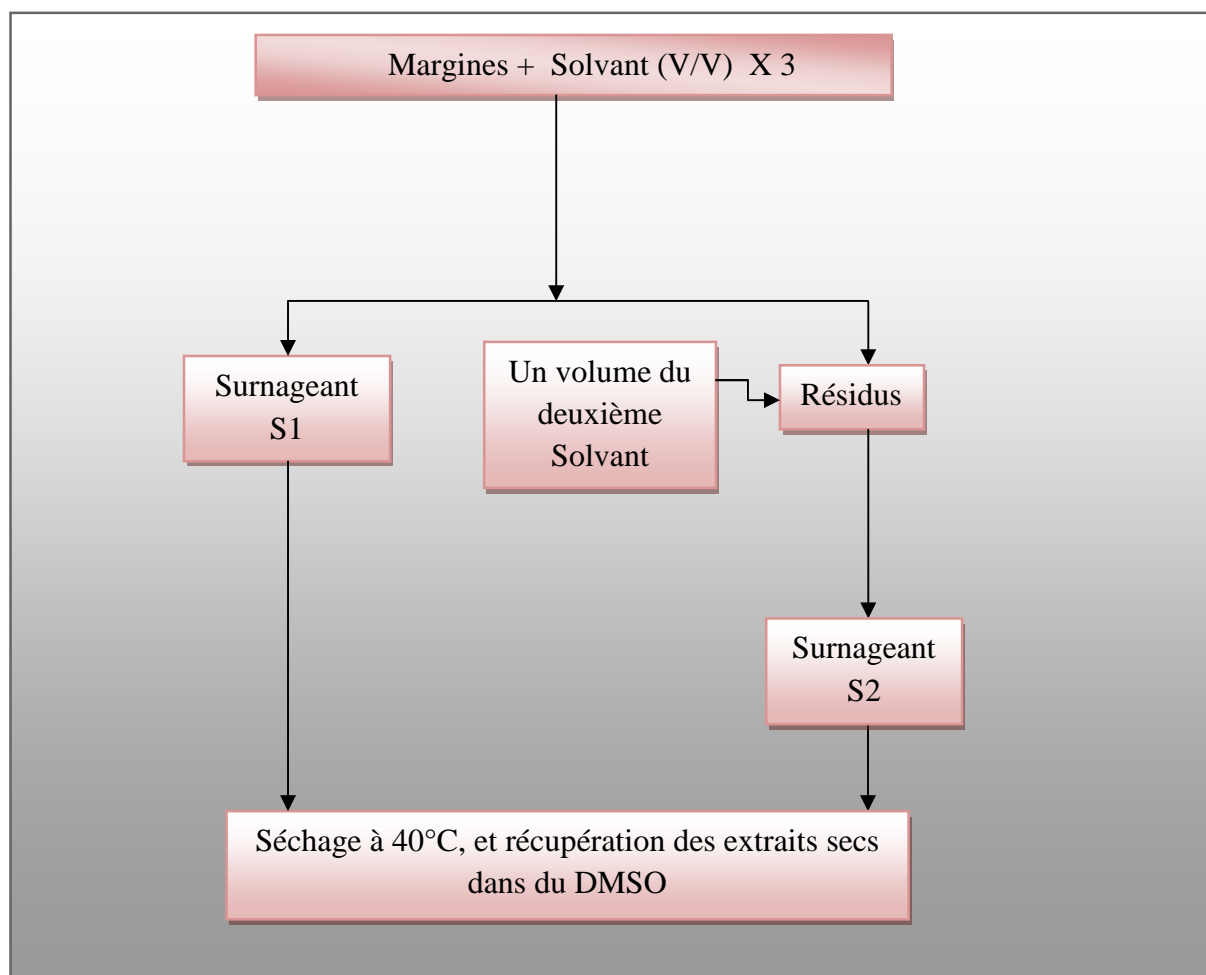 Margines + Solvant (V/V) X 3
Surnageant
S1
Un volume du
deuxième
Solvant
Résidus
Surnageant
S2
Séchage à 40°C, et récupération des extraits secs
dans du DMSO